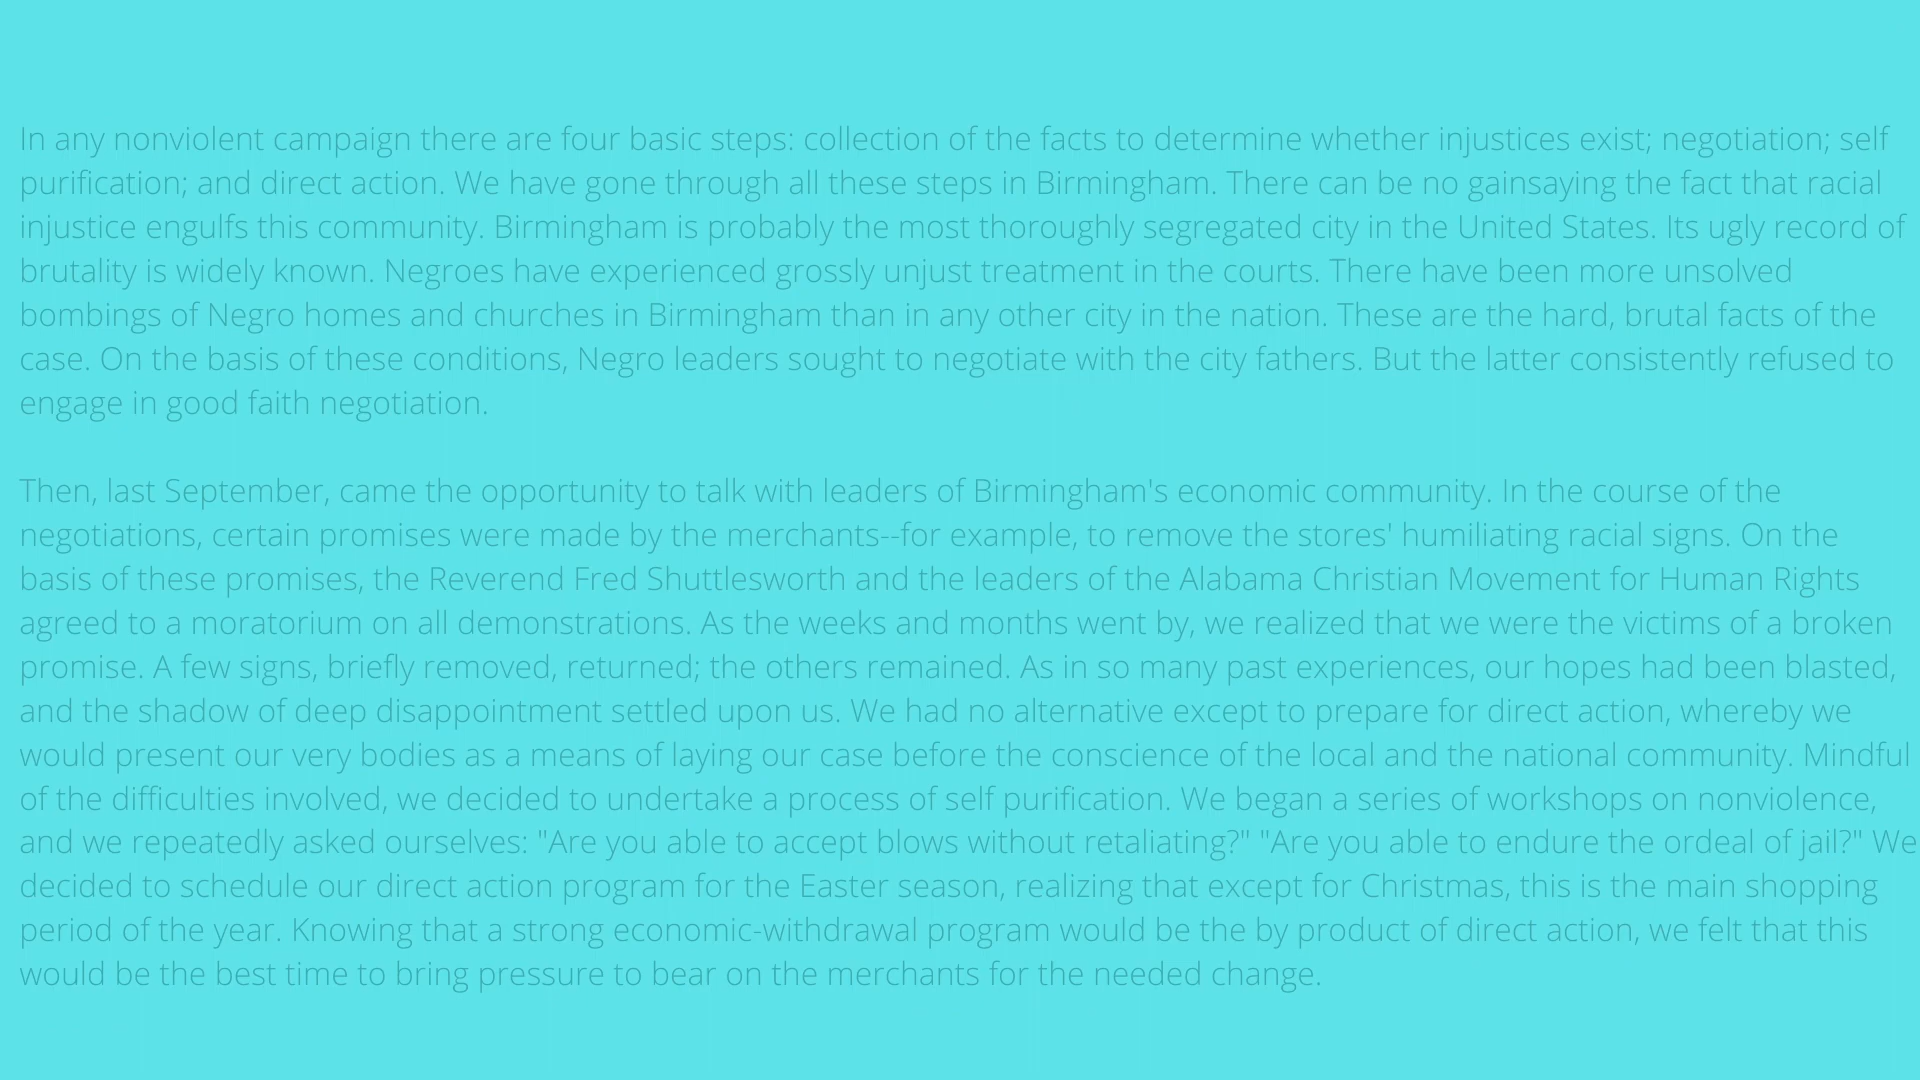 In any nonviolent campaign there are four basic steps: collection of the facts to determine whether injustices exist; negotiation; self
purification; and direct action. We have gone through all these steps in Birmingham. There can be no gainsaying the fact that racial
injustice engulfs this community. Birmingham is probably the most thoroughly segregated city in the United States. Its ugly record of
brutality is widely known. Negroes have experienced grossly unjust treatment in the courts. There have been more unsolved
bombings of Negro homes and churches in Birmingham than in any other city in the nation. These are the hard, brutal facts of the
case. On the basis of these conditions, Negro leaders sought to negotiate with the city fathers. But the latter consistently refused to
engage in good faith negotiation.

Then, last September, came the opportunity to talk with leaders of Birmingham's economic community. In the course of the
negotiations, certain promises were made by the merchants--for example, to remove the stores' humiliating racial signs. On the
basis of these promises, the Reverend Fred Shuttlesworth and the leaders of the Alabama Christian Movement for Human Rights
agreed to a moratorium on all demonstrations. As the weeks and months went by, we realized that we were the victims of a broken
promise. A few signs, briefly removed, returned; the others remained. As in so many past experiences, our hopes had been blasted,
and the shadow of deep disappointment settled upon us. We had no alternative except to prepare for direct action, whereby we
would present our very bodies as a means of laying our case before the conscience of the local and the national community. Mindful
of the difficulties involved, we decided to undertake a process of self purification. We began a series of workshops on nonviolence,
and we repeatedly asked ourselves: "Are you able to accept blows without retaliating?" "Are you able to endure the ordeal of jail?" We
decided to schedule our direct action program for the Easter season, realizing that except for Christmas, this is the main shopping
period of the year. Knowing that a strong economic-withdrawal program would be the by product of direct action, we felt that this
would be the best time to bring pressure to bear on the merchants for the needed change.